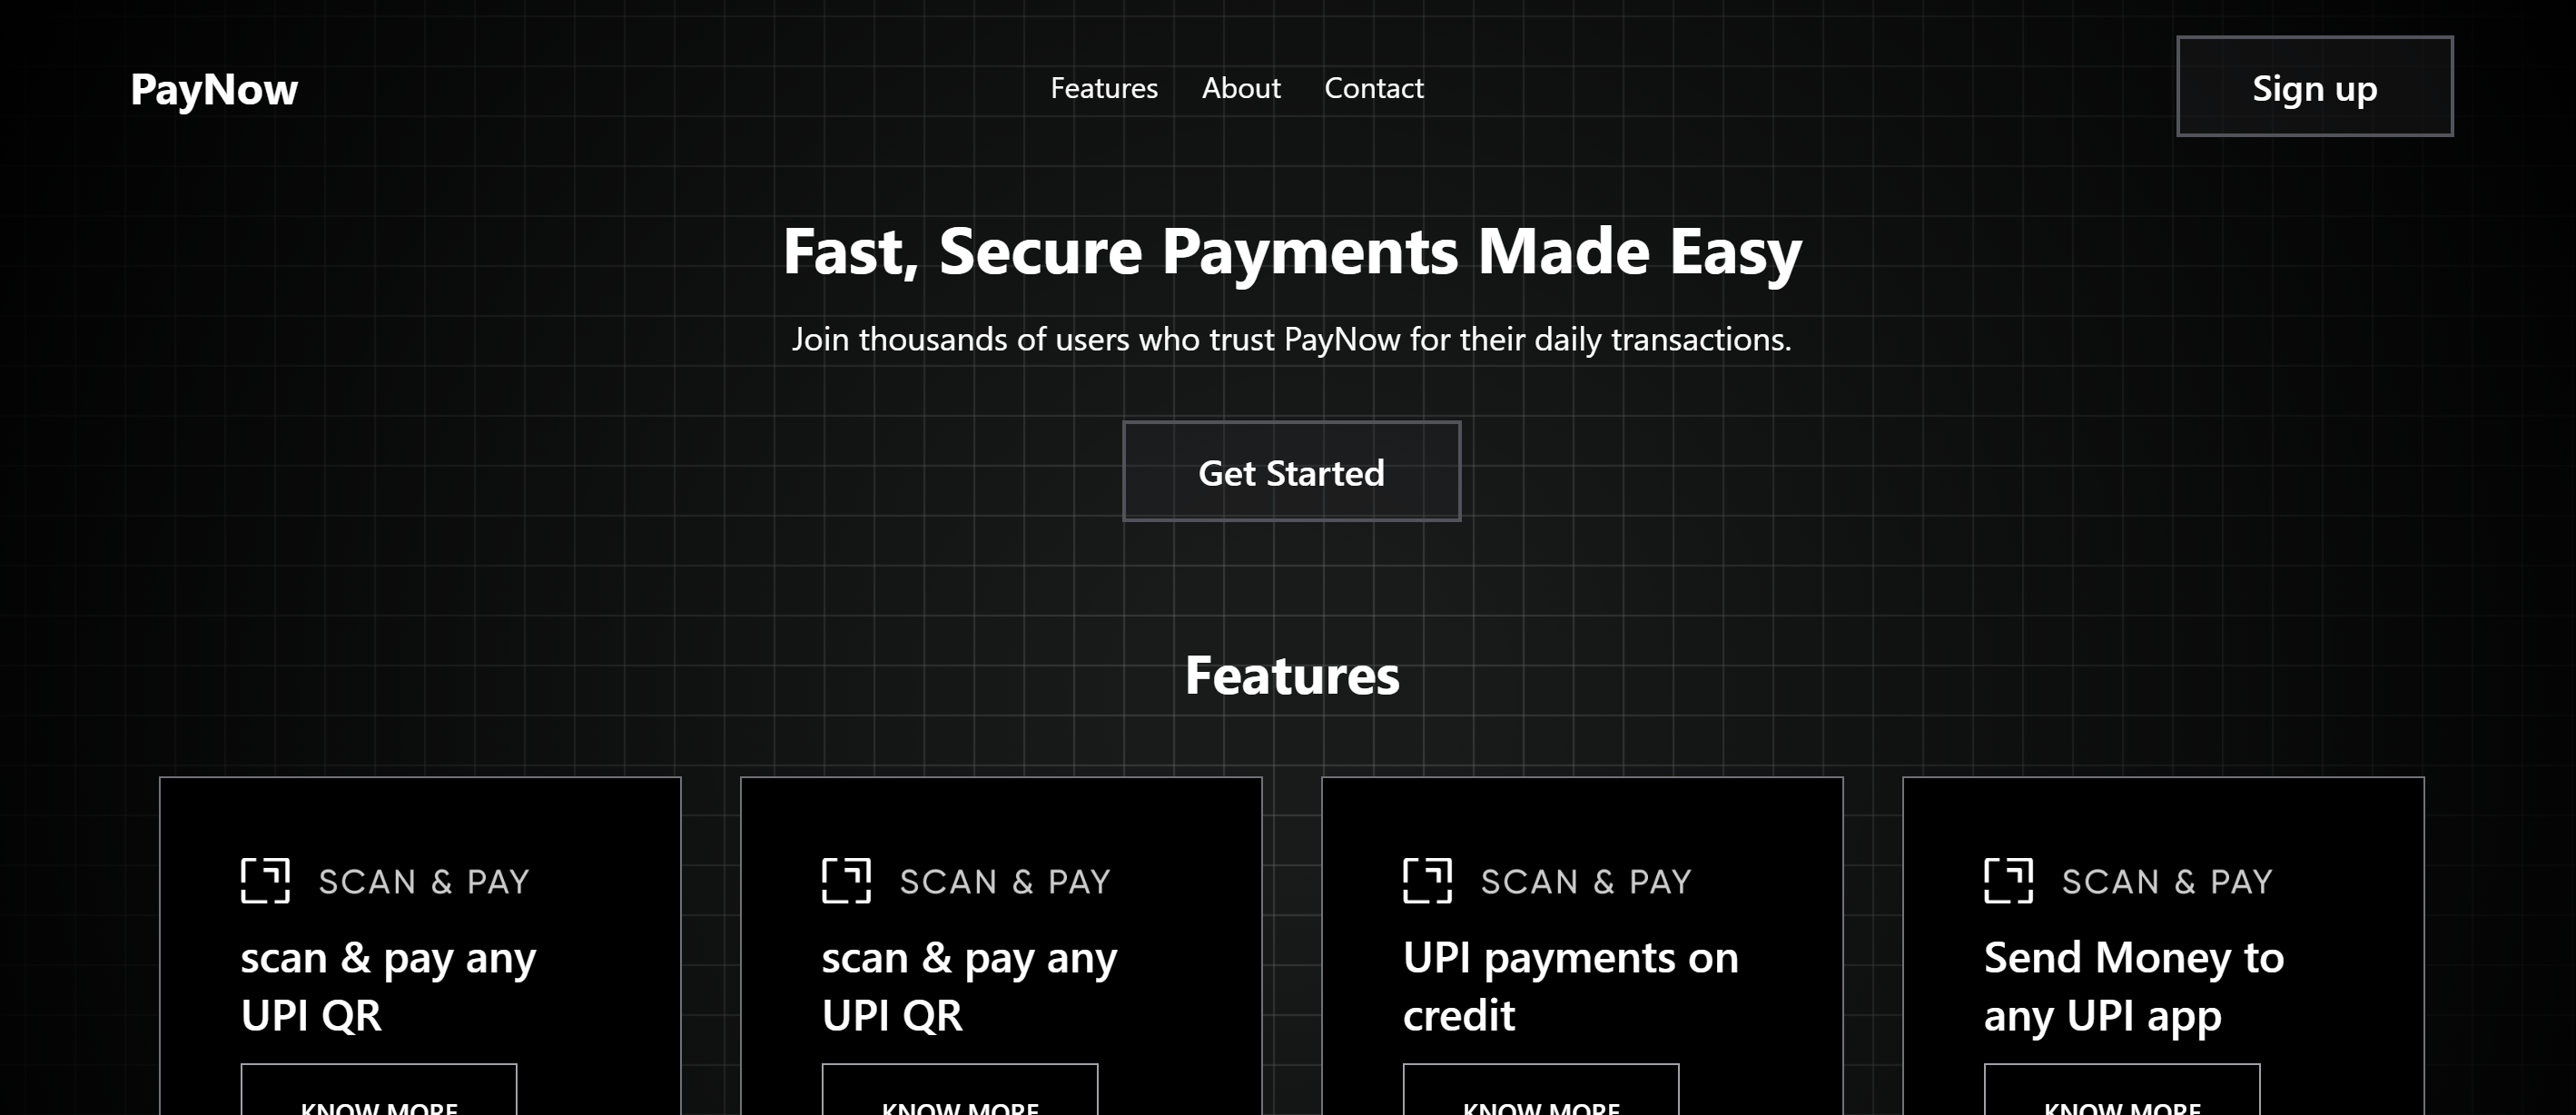 PayNow
Features About Contact
Sign up
Fast, Secure Payments Made Easy
Join thousands of users who trust PayNow for their daily transactions.
Get Started
Features
SCAN & PAY
scan & pay any
UPI QR
KNOW MORE
SCAN & PAY
scan & pay any
UPI QR
KNOW MORE
SCAN & PAY
UPI payments on
credit
KNOW MORE
SCAN & PAY
Send Money to
any UPI app
KNOW MORE